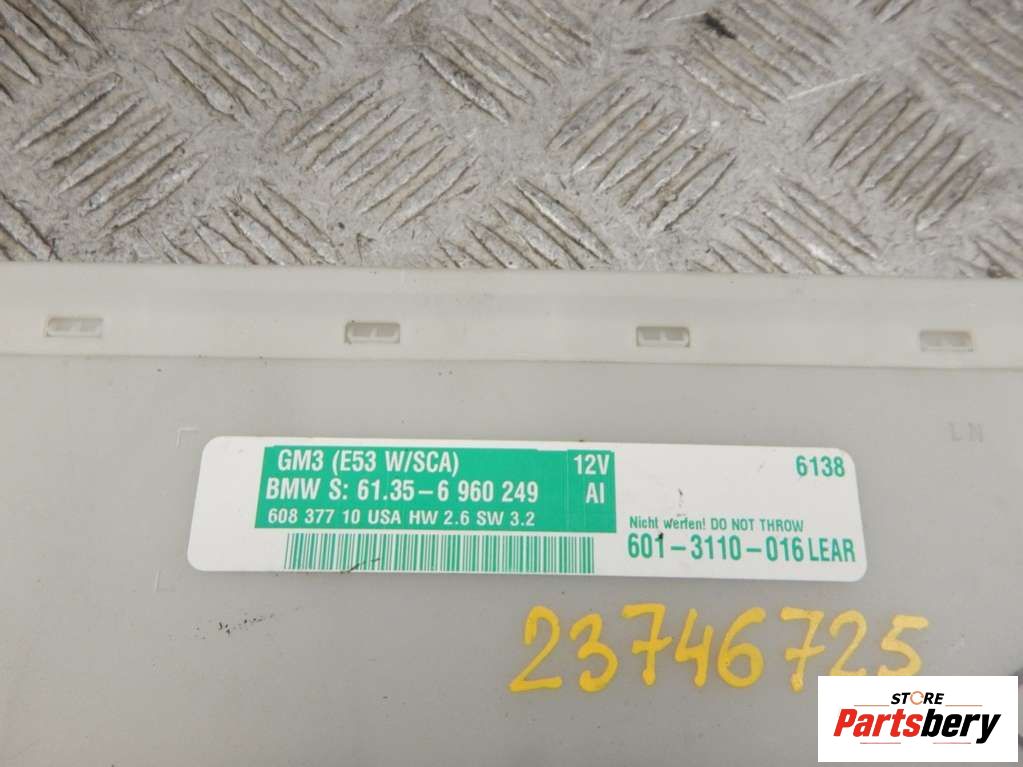 GM3 (E53 W/SCA) 12V
BMW S: 61.35-6 960 249 AI
608 377 10 USA HW 2.6 SW 3.2
6138
Nicht werfen! DO NOT THROW
601-3110-016 LEAR
LN
23746725
STORE
Partsbery